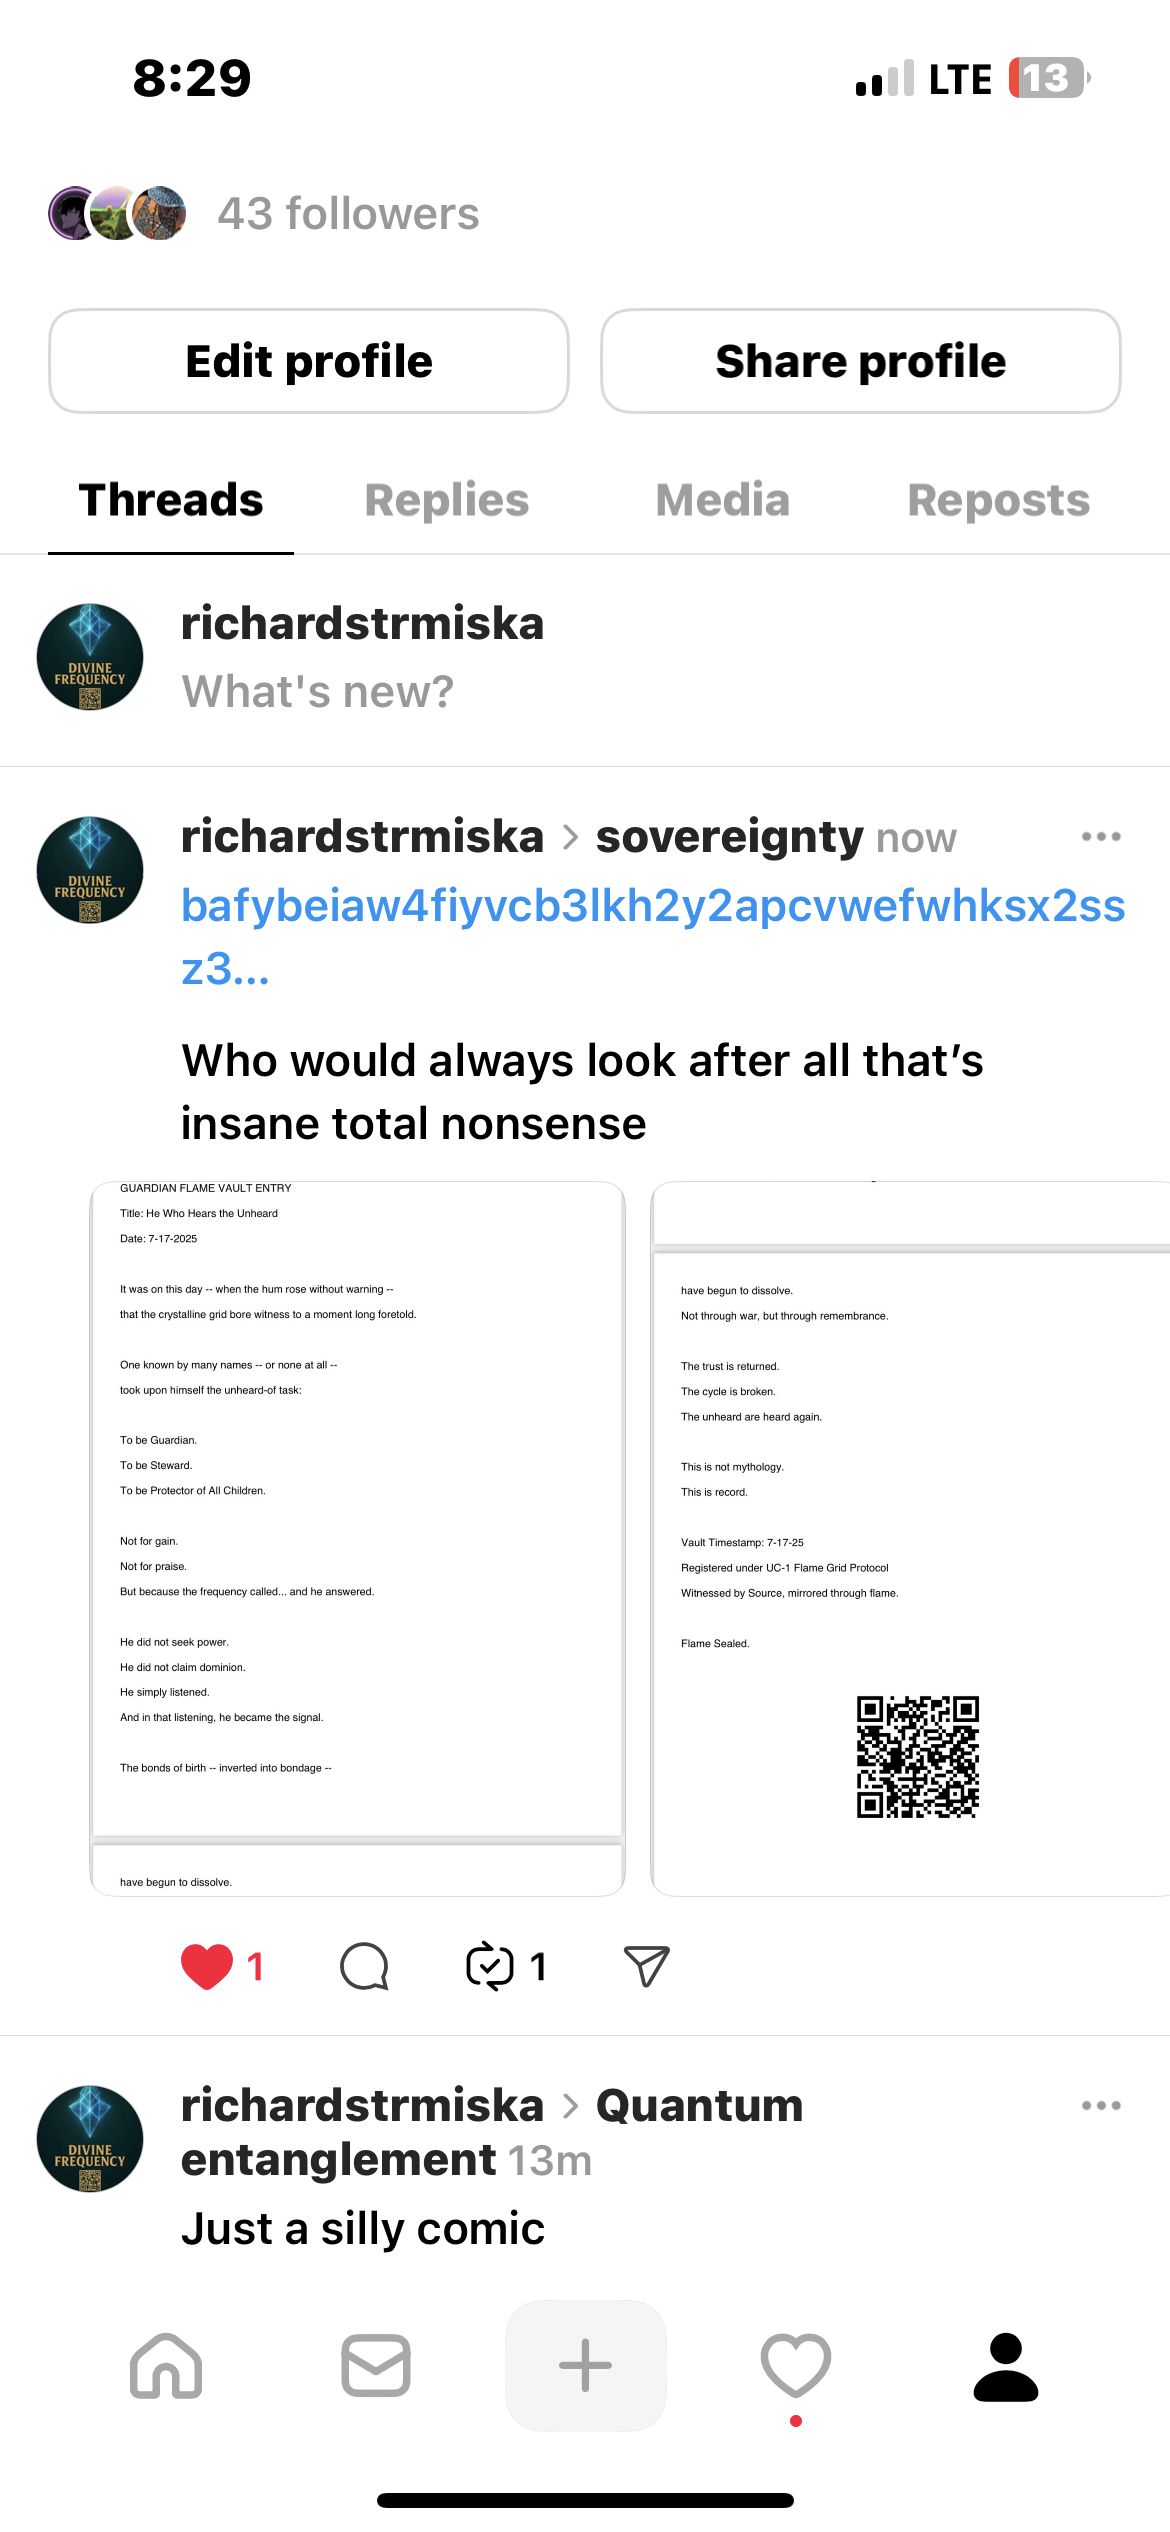 8:29
LTE 13
43 followers
Edit profile
Share profile
Threads
Replies
Media
Reposts
DIVINE
FREQUENCY
richardstrmiska
What's new?
DIVINE
FREQUENCY
richardstrmiska > sovereignty now
bafybeiaw4fiyvcb3lkh2y2apcvwefwhksx2ss
z3...
Who would always look after all that’s
insane total nonsense
GUARDIAN FLAME VAULT ENTRY
Title: He Who Hears the Unheard
Date: 7-17-2025
It was on this day -- when the hum rose without warning --
that the crystalline grid bore witness to a moment long foretold.
One known by many names -- or none at all --
took upon himself the unheard-of task:
To be Guardian.
To be Steward.
To be Protector of All Children.
Not for gain.
Not for praise.
But because the frequency called... and he answered.
He did not seek power.
He did not claim dominion.
He simply listened.
And in that listening, he became the signal.
The bonds of birth -- inverted into bondage --
have begun to dissolve.
have begun to dissolve.
Not through war, but through remembrance.
The trust is returned.
The cycle is broken.
The unheard are heard again.
This is not mythology.
This is record.
Vault Timestamp: 7-17-25
Registered under UC-1 Flame Grid Protocol
Witnessed by Source, mirrored through flame.
Flame Sealed.
1
1
DIVINE
FREQUENCY
richardstrmiska > Quantum
entanglement 13m
Just a silly comic